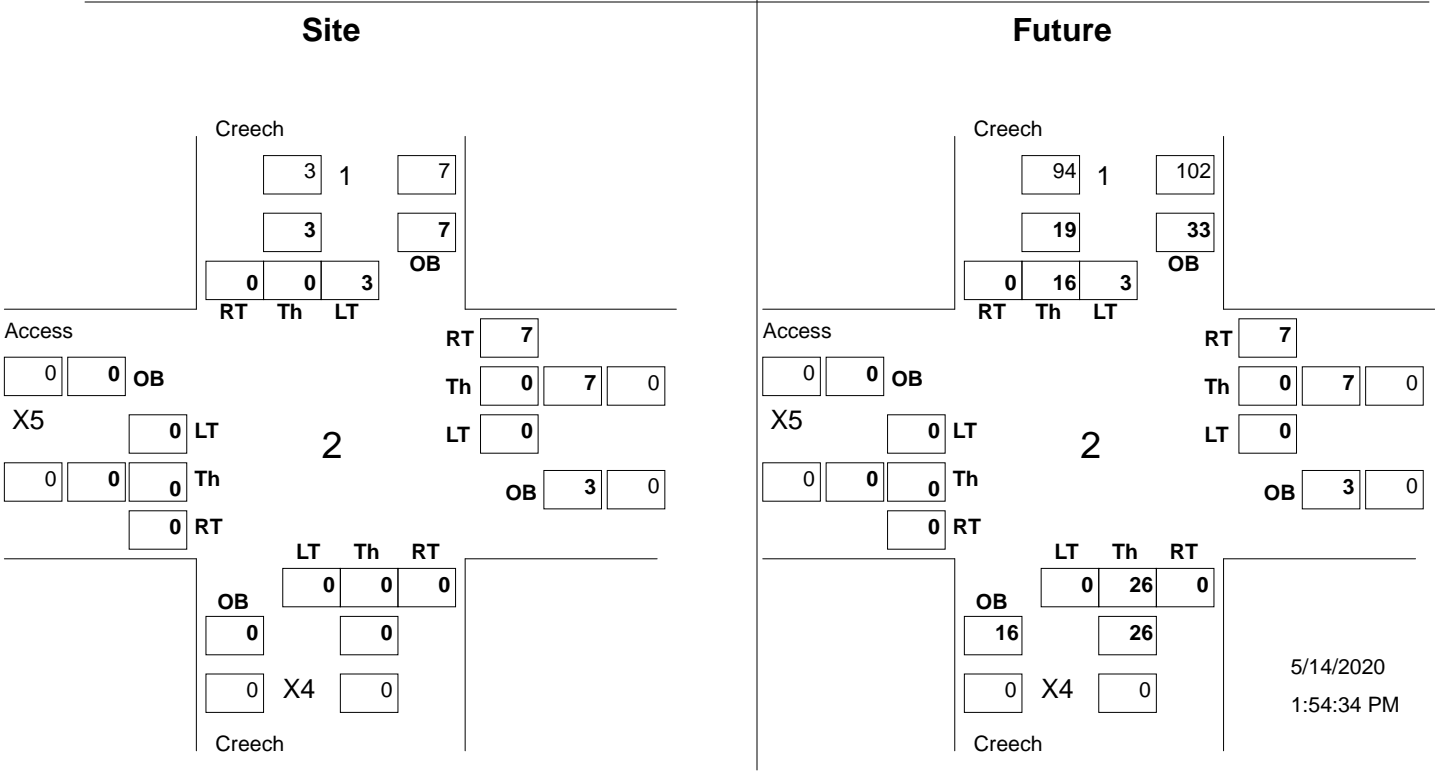 Site
Creech
3 1 7
3 7
OB
0 0 3
RT Th LT
Access
RT 7
0 0 OB
Th 0 7 0
X5
0 LT
2
LT 0
0 0 0 Th
OB 3 0
0 RT
LT Th RT
0 0 0
OB
0 0
0 X4 0
Creech
Future
Creech
94 1 102
19 33
OB
0 16 3
RT Th LT
Access
RT 7
0 0 OB
Th 0 7 0
X5
0 LT
2
LT 0
0 0 0 Th
OB 3 0
0 RT
LT Th RT
0 26 0
OB
16 26
0 X4 0
Creech
5/14/2020
1:54:34 PM